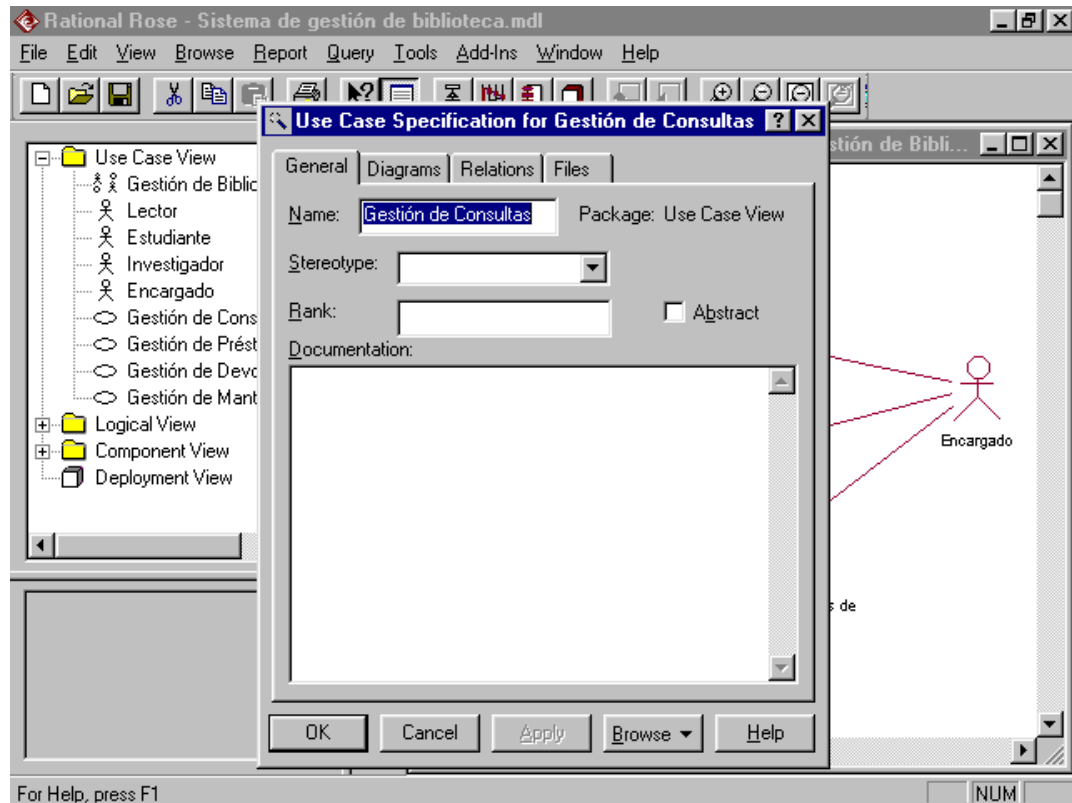 Rational Rose - Sistema de gestión de biblioteca.mdl
File Edit View Browse Report Query Tools Add-Ins Window Help
Use Case Specification for Gestión de Consultas
stión de Bibli...
Use Case View
Gestión de Biblic
Lector
Estudiante
Investigador
Encargado
Gestión de Cons
Gestión de Prést
Gestión de Devo
Gestión de Mant
Logical View
Component View
Deployment View
General Diagrams Relations Files
Name: Gestión de Consultas Package: Use Case View
Stereotype:
Rank: Abstract
Documentation:
Encargado
s de
OK Cancel Apply Browse Help
For Help, press F1 NUM